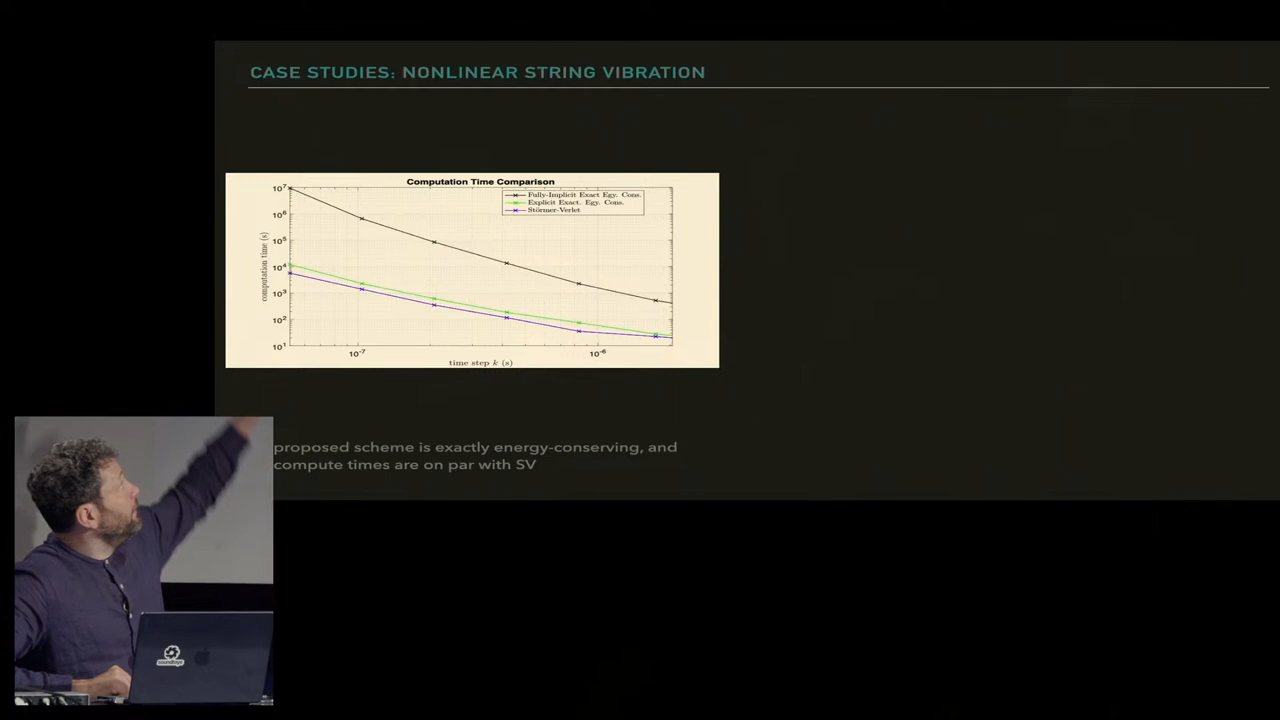 CASE STUDIES: NONLINEAR STRING VIBRATION
Computation Time Comparison
Fully-Implicit Exact Egy. Cons.
Explicit Exact. Egy. Cons.
Störmer-Verlet
10⁷
10⁶
10⁵
10⁴
10³
10²
10¹
computation time (s)
10⁻⁷
10⁻⁶
time step k (s)
proposed scheme is exactly energy-conserving, and
compute times are on par with SV
soundtoys